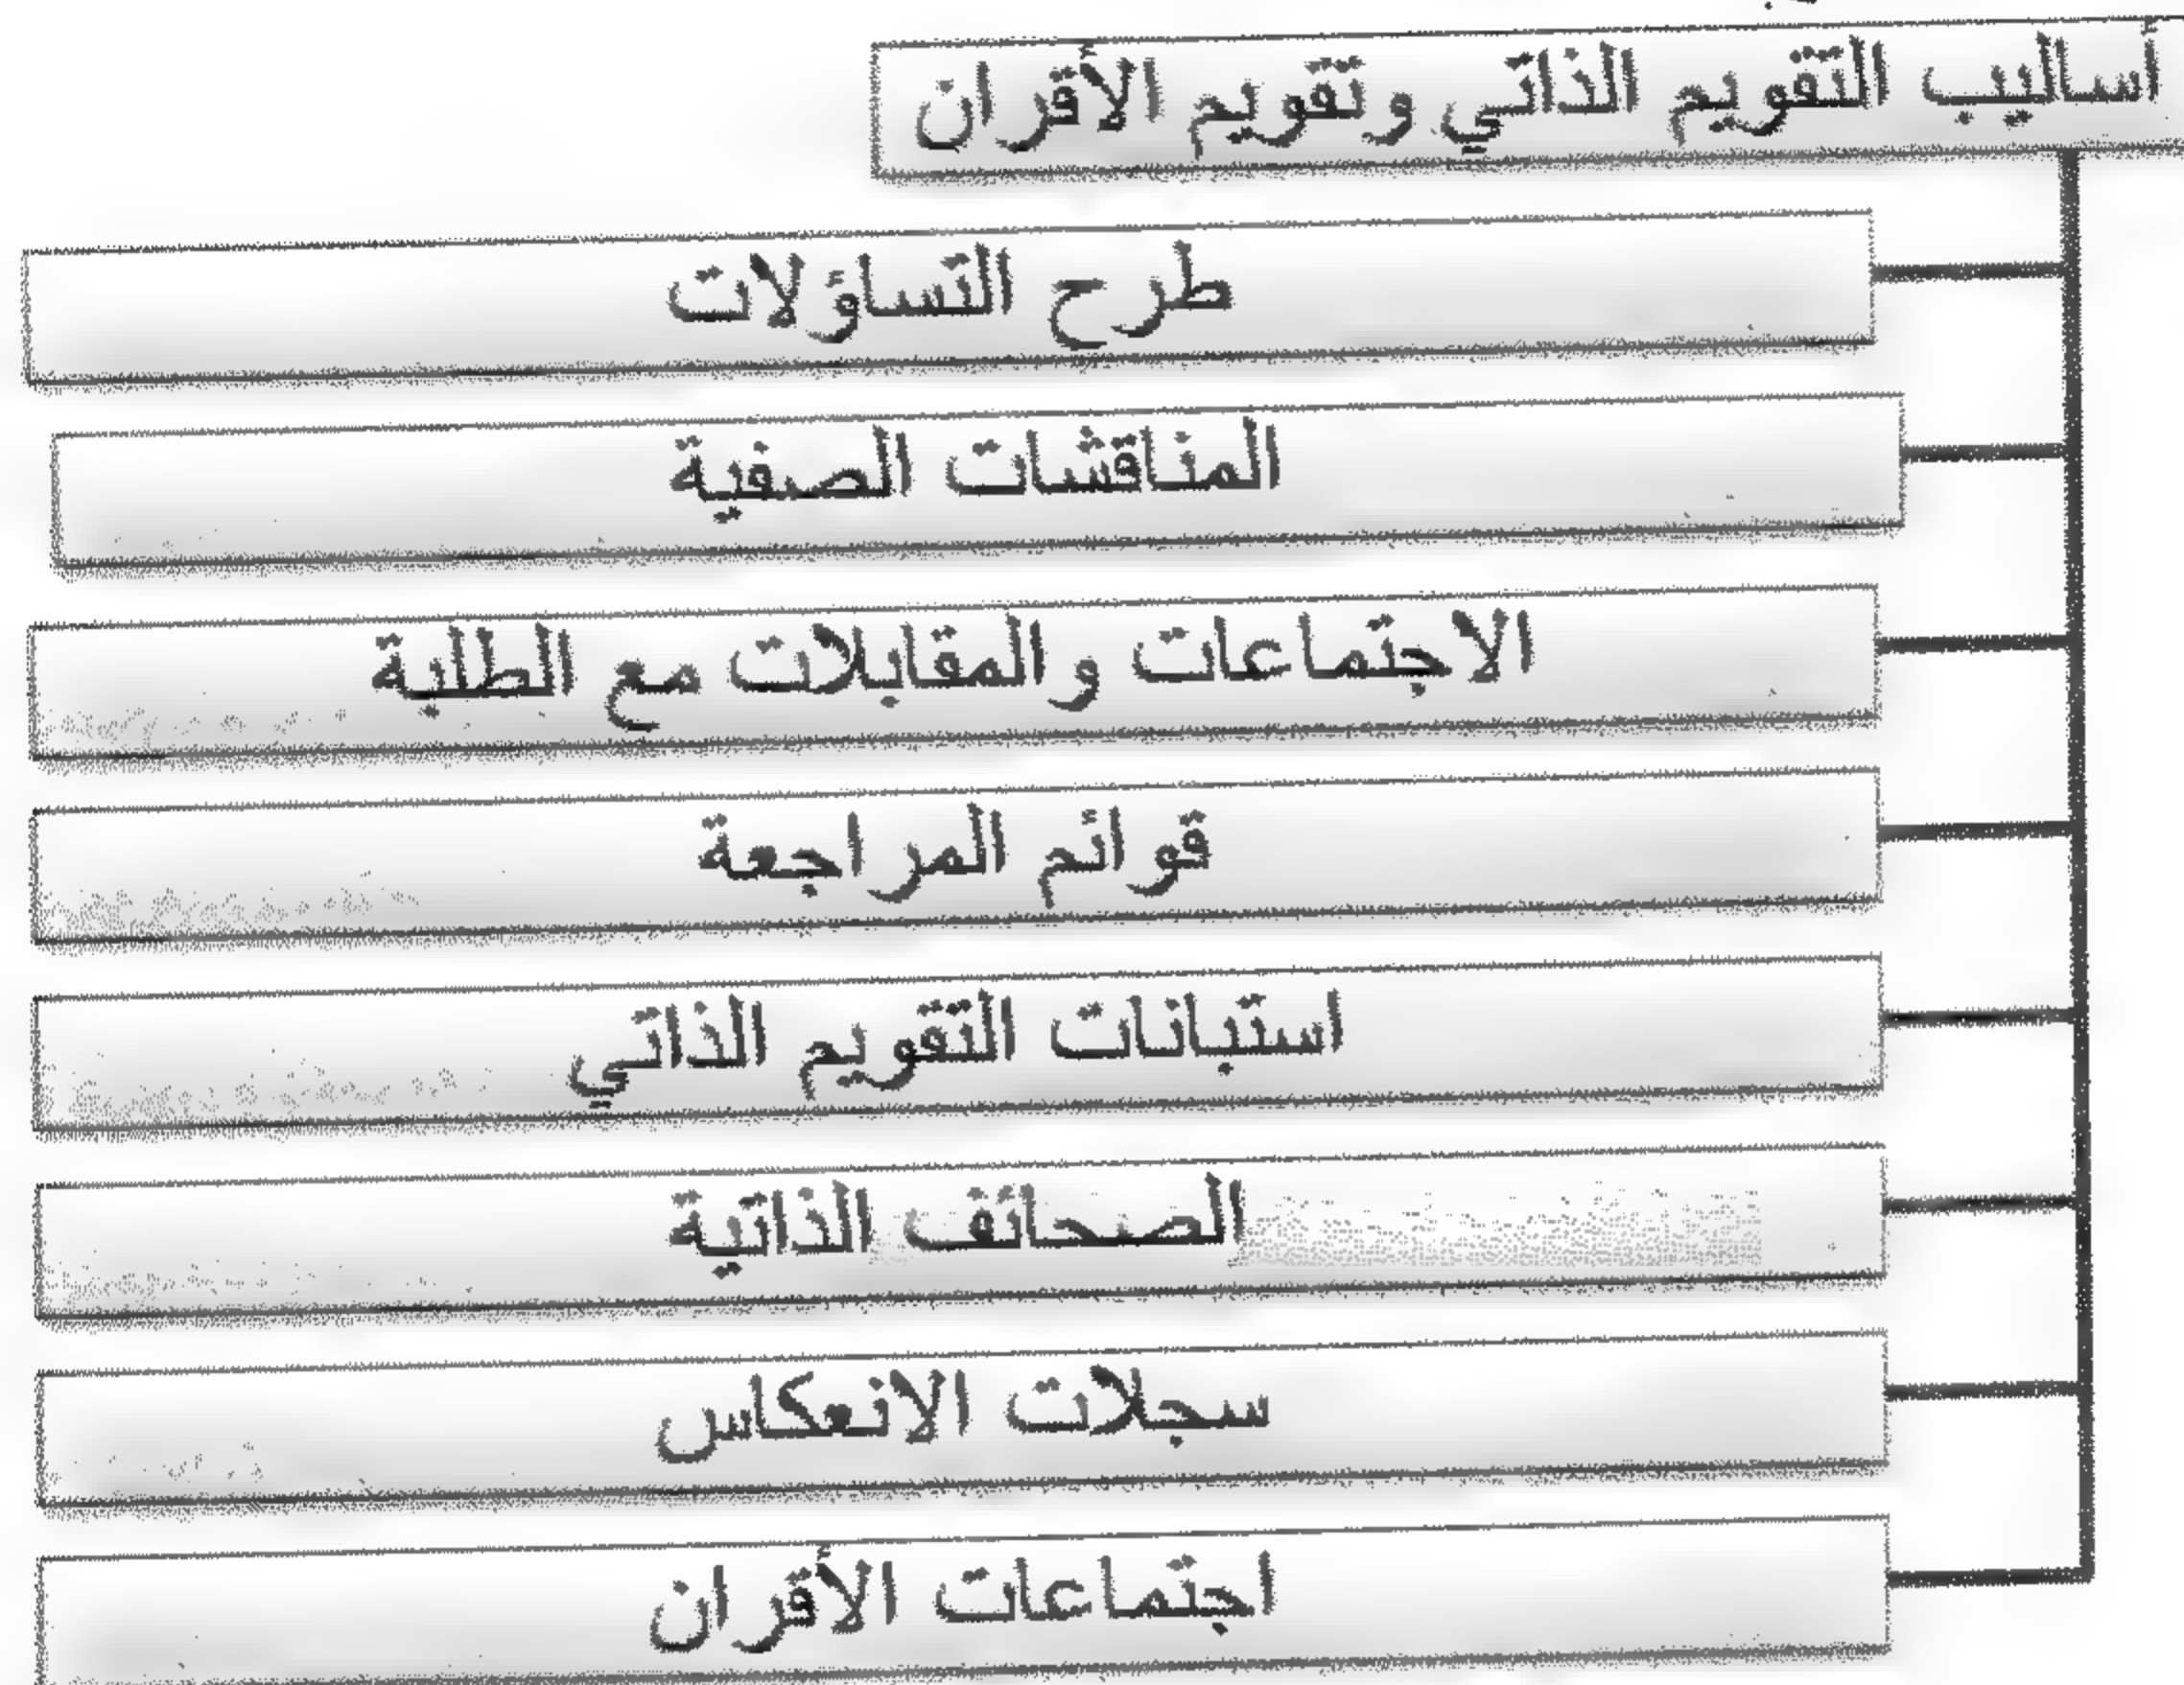 أساليب التقويم الذاتي وتقويم الأقران
طرح التساؤلات
المناقشات الصفية
الاجتماعات والمقابلات مع الطلبة
قوائم المراجعة
استبانات التقويم الذاتي
الصحائف الذاتية
سجلات الانعكاس
اجتماعات الأقران